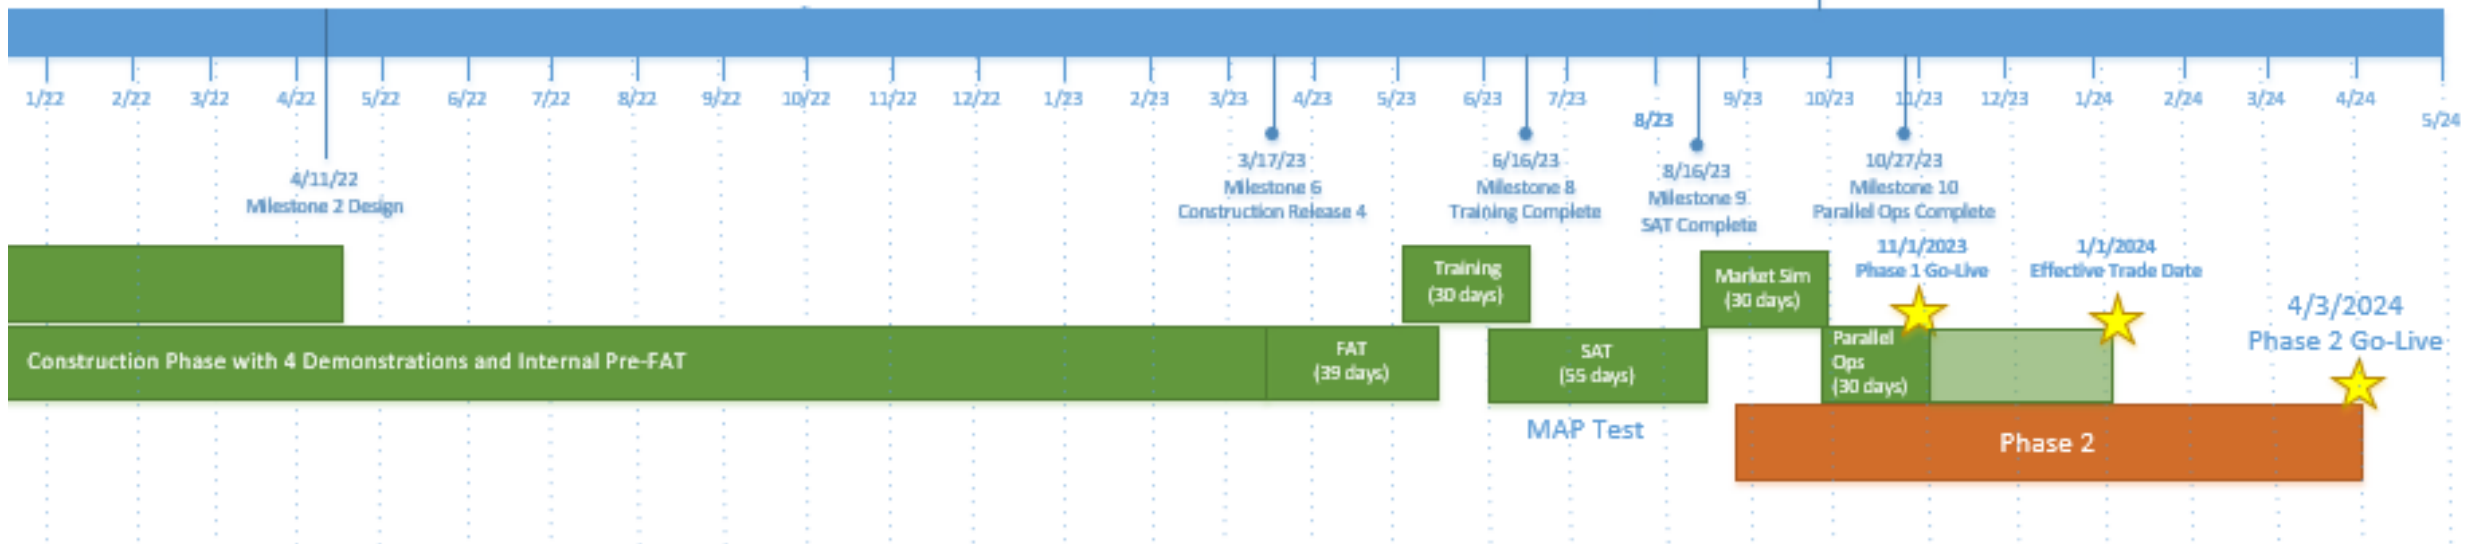 1/22 2/22 3/22 4/22 5/22 6/22 7/22 8/22 9/22 10/22 11/22 12/22 1/23 2/23 3/23 4/23 5/23 6/23 7/23 8/23 9/23 10/23 11/23 12/23 1/24 2/24 3/24 4/24 5/24
4/11/22
Milestone 2 Design
3/17/23
Milestone 6
Construction Release 4
6/16/23
Milestone 8
Training Complete
8/16/23
Milestone 9
SAT Complete
10/27/23
Milestone 10
Parallel Ops Complete
11/1/2023
Phase 1 Go-Live
1/1/2024
Effective Trade Date
4/3/2024
Phase 2 Go-Live
Training
(30 days)
Market Sim
(30 days)
Construction Phase with 4 Demonstrations and Internal Pre-FAT
FAT
(39 days)
SAT
(55 days)
Parallel
Ops
(30 days)
MAP Test
Phase 2